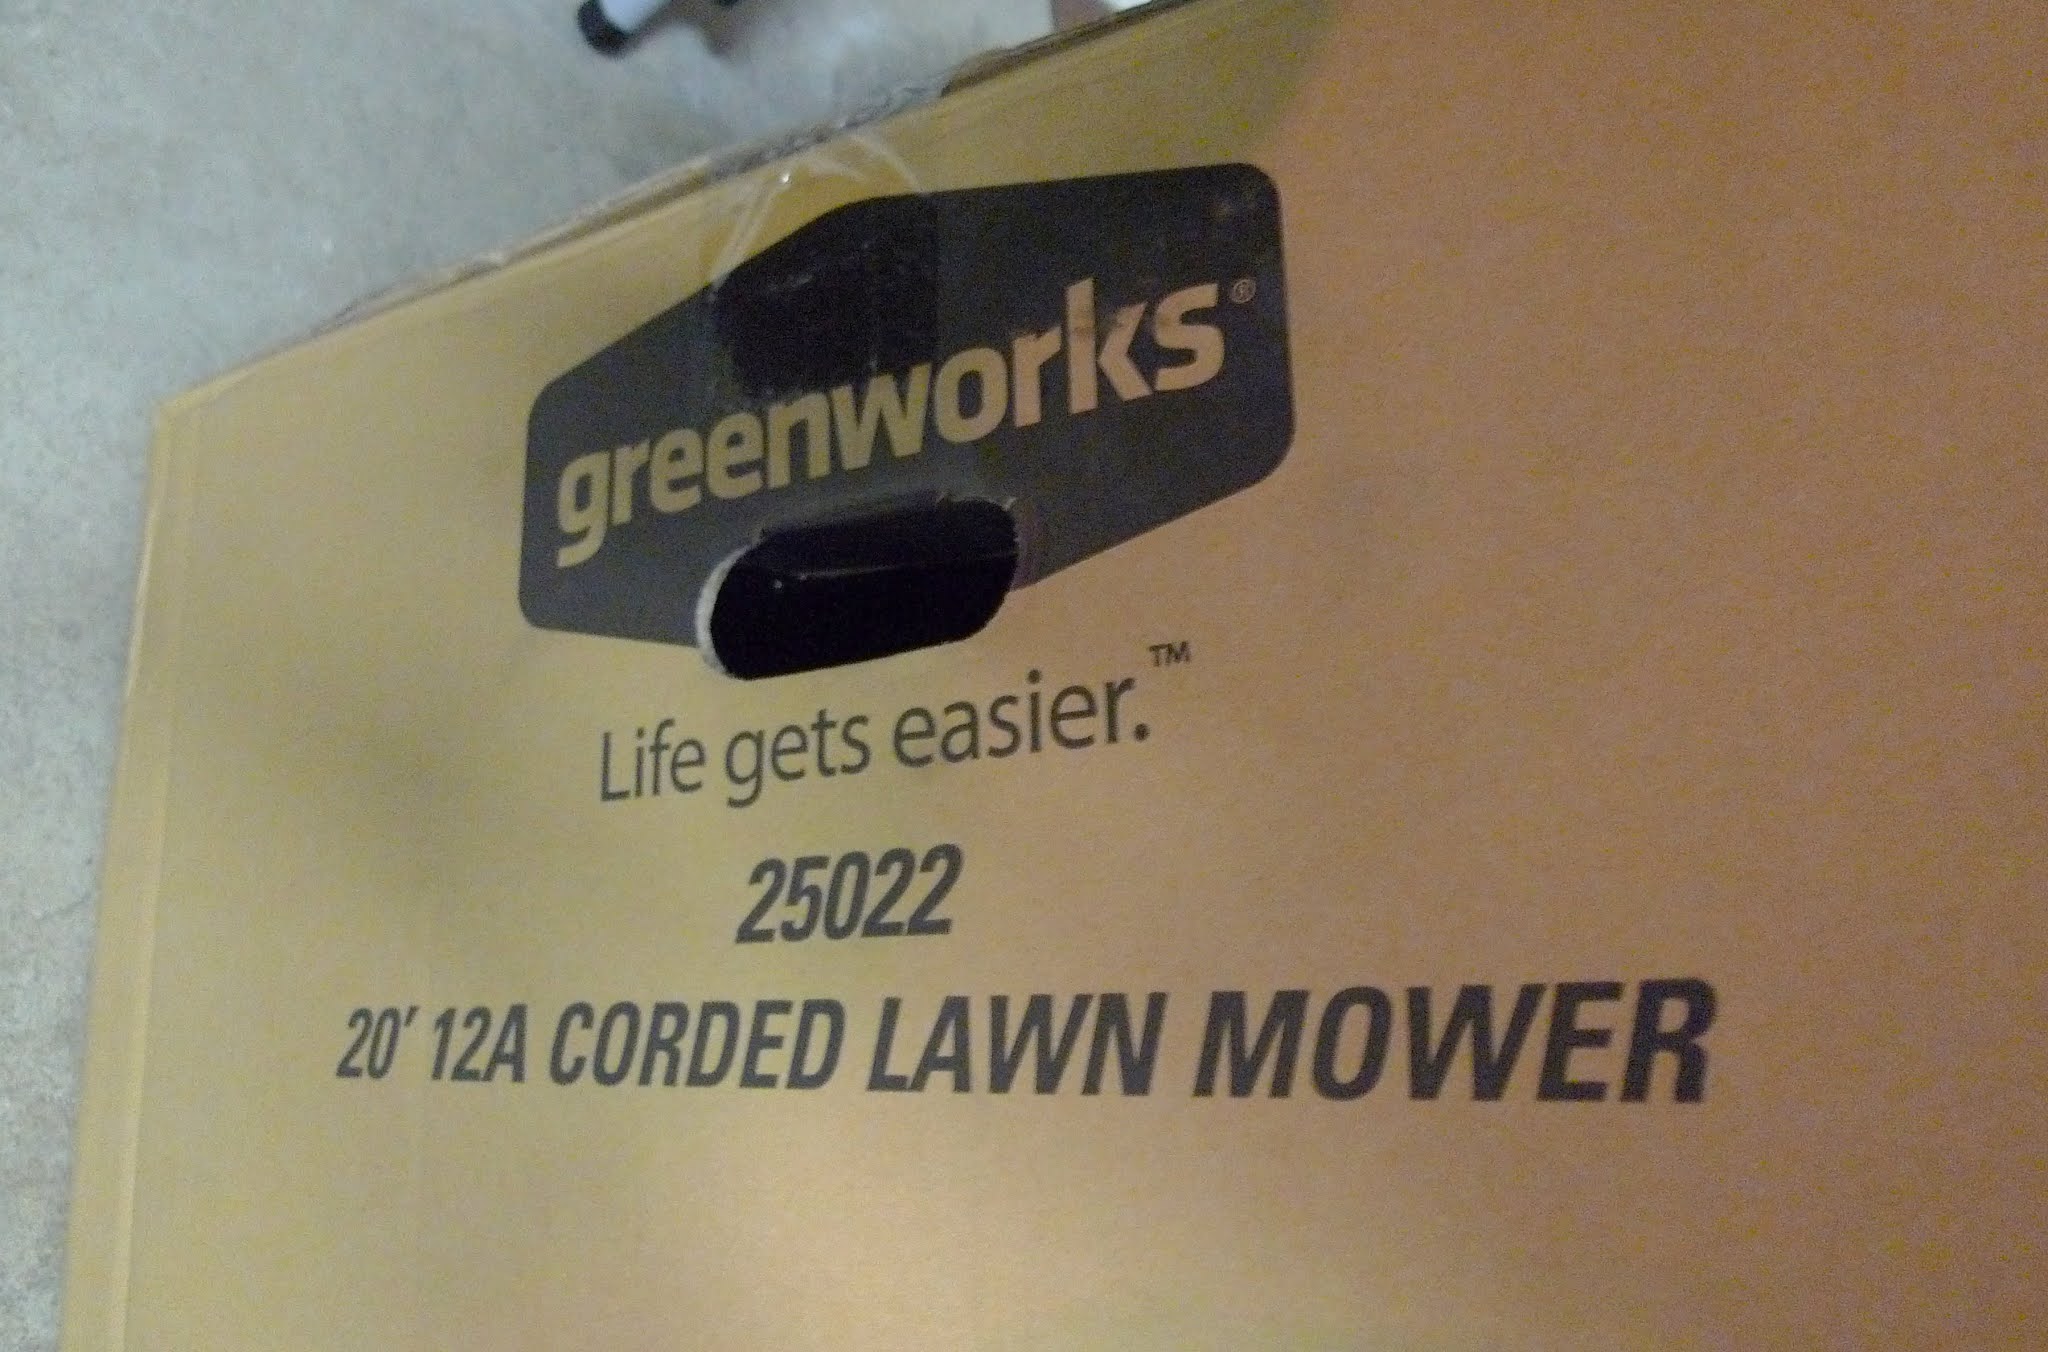 greenworks®
Life gets easier.™
25022
20' 12A CORDED LAWN MOWER